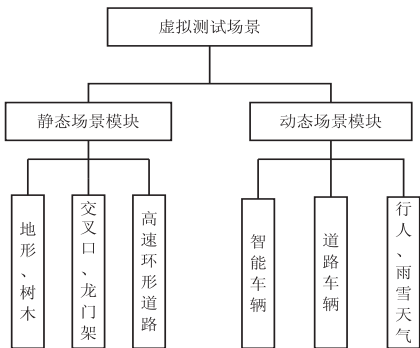 虚拟测试场景
静态场景模块
动态场景模块
地形、树木
交叉口、龙门架
高速环形道路
智能车辆
道路车辆
行人、雨雪天气